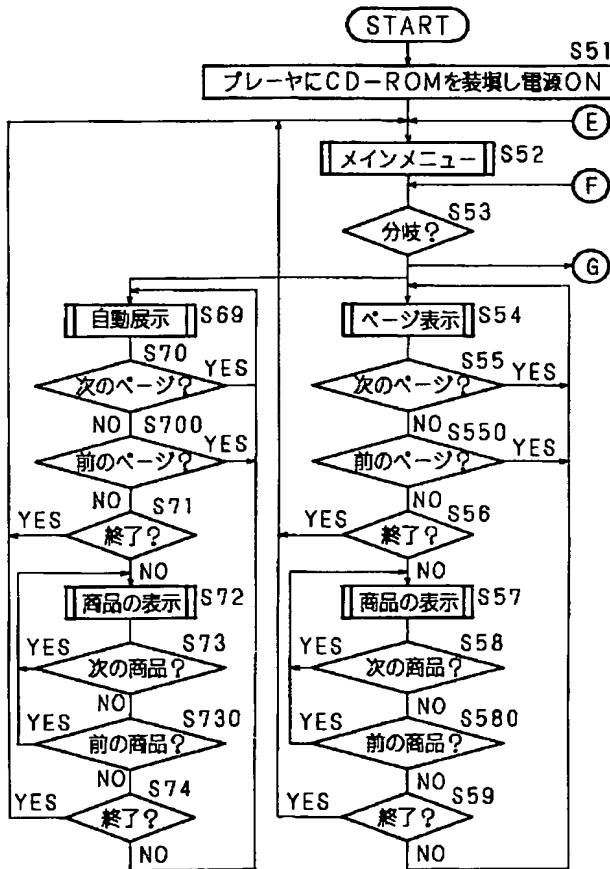 START
S51
プレーヤにCD-ROMを装填し電源ON
E
メインメニュー S52
F
S53
分岐?
G
自動展示 S69
S70
次のページ? YES
NO S700
前のページ? YES
NO S71
YES 終了?
NO
商品の表示 S72
S73
YES 次の商品?
NO
S730
YES 前の商品?
NO S74
YES 終了?
NO
ページ表示 S54
S55
次のページ? YES
NO S550
前のページ? YES
NO
S56
YES 終了?
NO
商品の表示 S57
S58
YES 次の商品?
NO
S580
YES 前の商品?
NO
S59
YES 終了?
NO